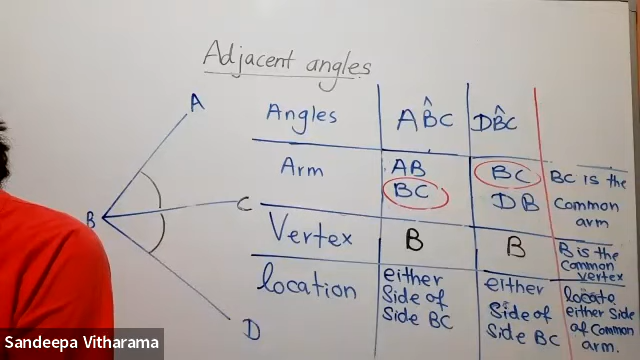 Adjacent angles
A
B
C
D
Angles
AB̂C
DB̂C
Arm
AB
BC
BC
DB
BC is the
common
arm
Vertex
B
B
B is the
common
vertex
location
either
Side of
Side BC
either
Side of
Side BC
locate
either side
of common
arm.
Sandeepa Vitharama